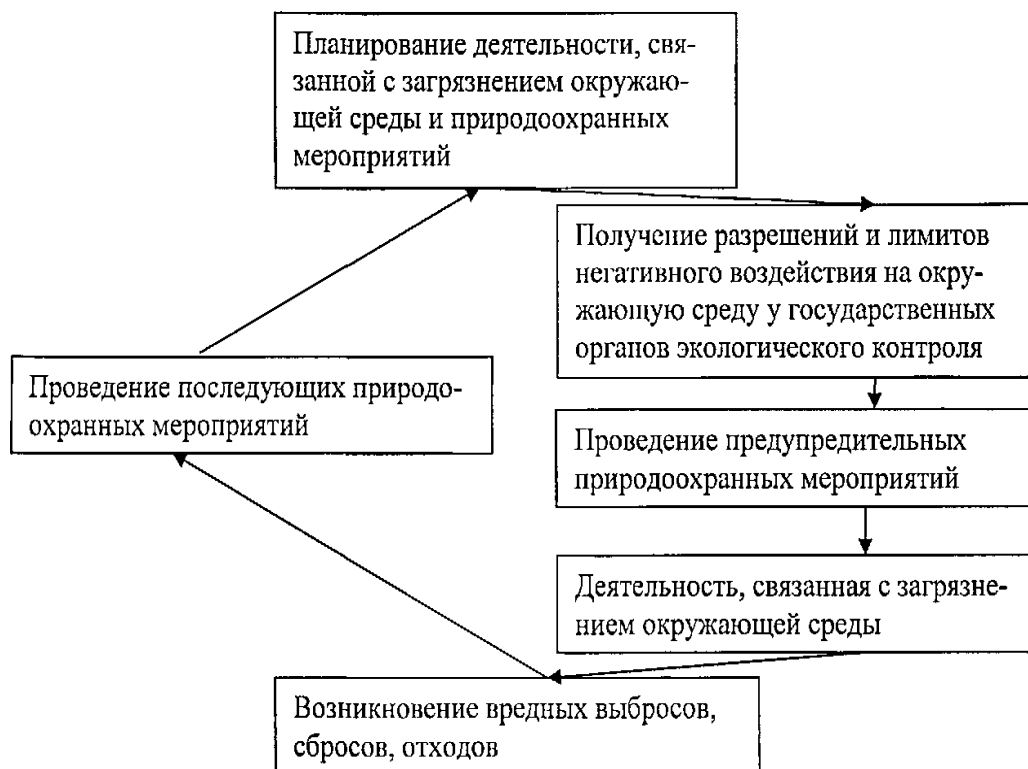 Планирование деятельности, свя-
занной с загрязнением окружаю-
щей среды и природоохранных
мероприятий
Получение разрешений и лимитов
негативного воздействия на окру-
жающую среду у государственных
органов экологического контроля
Проведение предупредительных
природоохранных мероприятий
Деятельность, связанная с загрязне-
нием окружающей среды
Возникновение вредных выбросов,
сбросов, отходов
Проведение последующих природо-
охранных мероприятий